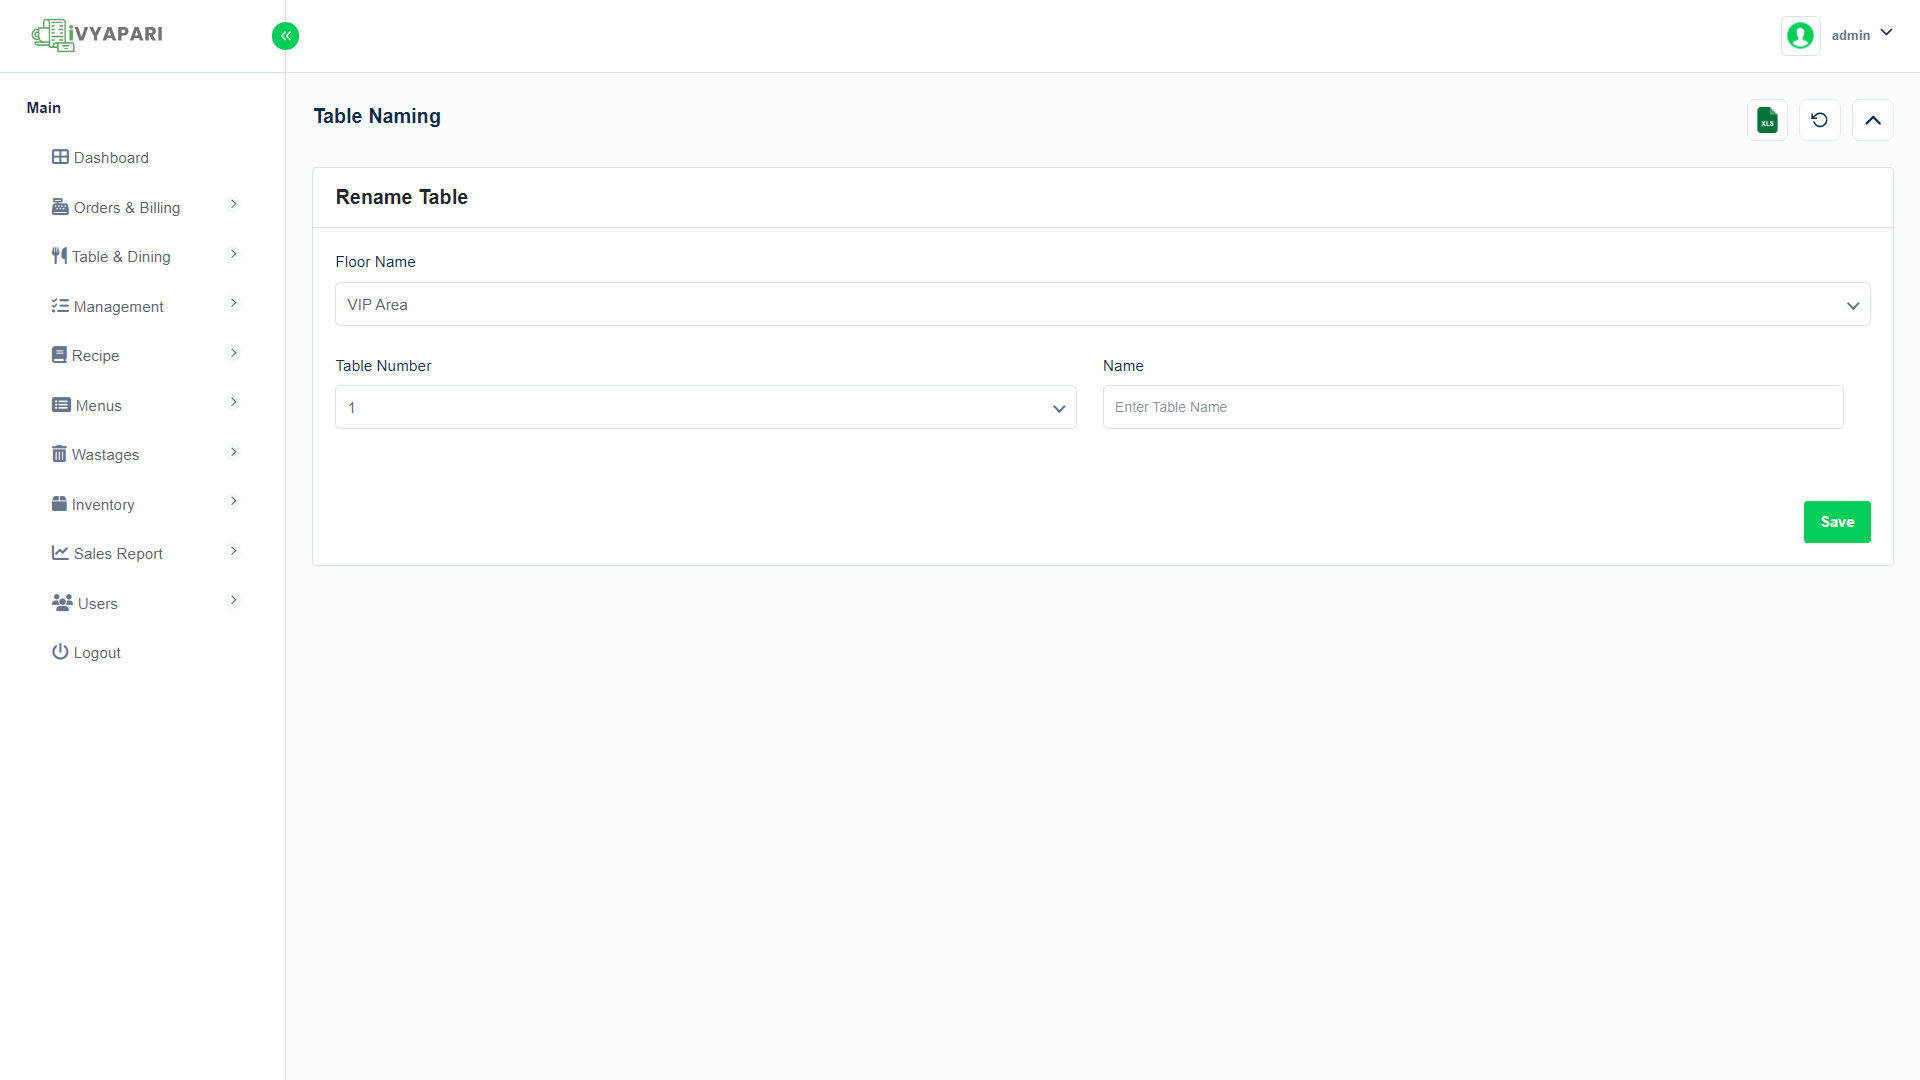 iVYAPARI
admin
Main
Table Naming
XLS
Dashboard
Orders & Billing
Table & Dining
Management
Recipe
Menus
Wastages
Inventory
Sales Report
Users
Logout
Rename Table
Floor Name
VIP Area
Table Number
Name
1
Enter Table Name
Save